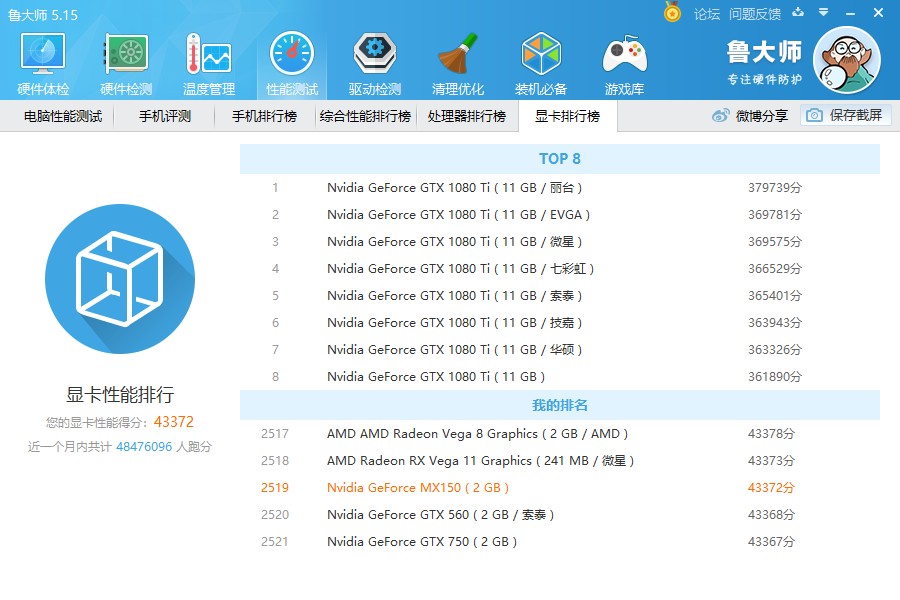 鲁大师 5.15
论坛 问题反馈
硬件体检 硬件检测 温度管理 性能测试 驱动检测 清理优化 装机必备 游戏库
鲁大师
专注硬件防护
电脑性能测试 手机评测 手机排行榜 综合性能排行榜 处理器排行榜 显卡排行榜 微博分享 保存截屏
TOP 8
1 Nvidia GeForce GTX 1080 Ti ( 11 GB / 丽台 ) 379739分
2 Nvidia GeForce GTX 1080 Ti ( 11 GB / EVGA ) 369781分
3 Nvidia GeForce GTX 1080 Ti ( 11 GB / 微星 ) 369575分
4 Nvidia GeForce GTX 1080 Ti ( 11 GB / 七彩虹 ) 366529分
5 Nvidia GeForce GTX 1080 Ti ( 11 GB / 索泰 ) 365401分
6 Nvidia GeForce GTX 1080 Ti ( 11 GB / 技嘉 ) 363943分
7 Nvidia GeForce GTX 1080 Ti ( 11 GB / 华硕 ) 363326分
8 Nvidia GeForce GTX 1080 Ti ( 11 GB ) 361890分
显卡性能排行
您的显卡性能得分: 43372
近一个月内共计 48476096 人跑分
我的排名
2517 AMD AMD Radeon Vega 8 Graphics ( 2 GB / AMD ) 43378分
2518 AMD Radeon RX Vega 11 Graphics ( 241 MB / 微星 ) 43373分
2519 Nvidia GeForce MX150 ( 2 GB ) 43372分
2520 Nvidia GeForce GTX 560 ( 2 GB / 索泰 ) 43368分
2521 Nvidia GeForce GTX 750 ( 2 GB ) 43367分